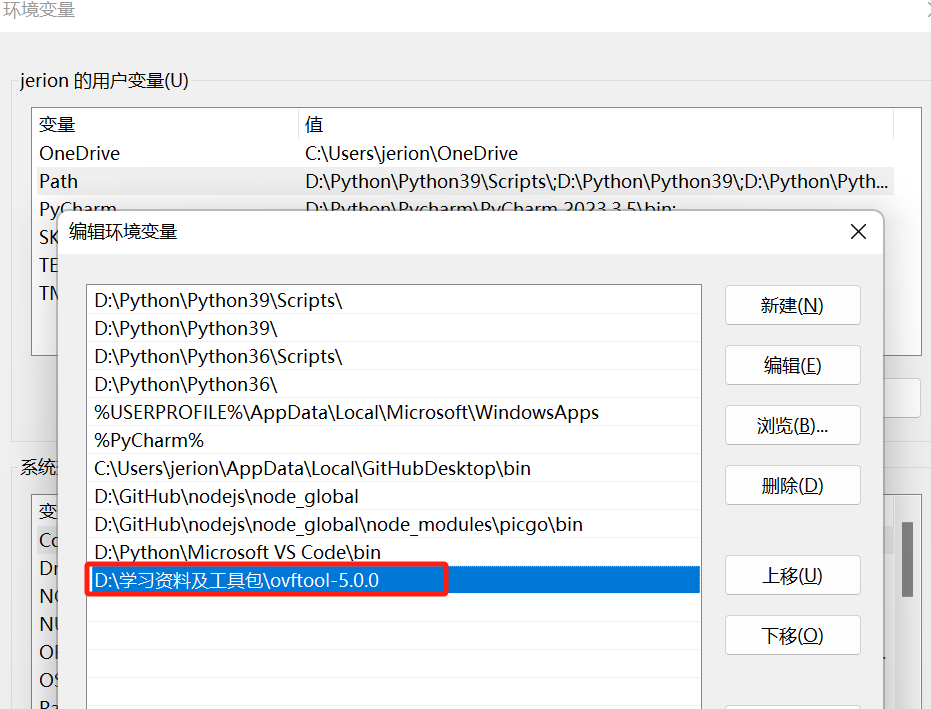 环境变量
jerion 的用户变量(U)
变量 值
OneDrive C:\Users\jerion\OneDrive
Path D:\Python\Python39\Scripts\;D:\Python\Python39\;D:\Python\Pyth...
PyCharm D:\Python\Pycharm\PyCharm 2023.3.5\bin;
SK
TE
TM
编辑环境变量
D:\Python\Python39\Scripts\
D:\Python\Python39\
D:\Python\Python36\Scripts\
D:\Python\Python36\
%USERPROFILE%\AppData\Local\Microsoft\WindowsApps
%PyCharm%
C:\Users\jerion\AppData\Local\GitHubDesktop\bin
D:\GitHub\nodejs\node_global
D:\GitHub\nodejs\node_global\node_modules\picgo\bin
D:\Python\Microsoft VS Code\bin
D:\学习资料及工具包\ovftool-5.0.0
新建(N)
编辑(E)
浏览(B)...
删除(D)
上移(U)
下移(O)
系统
变
Co
Dr
NU
OS
Pa